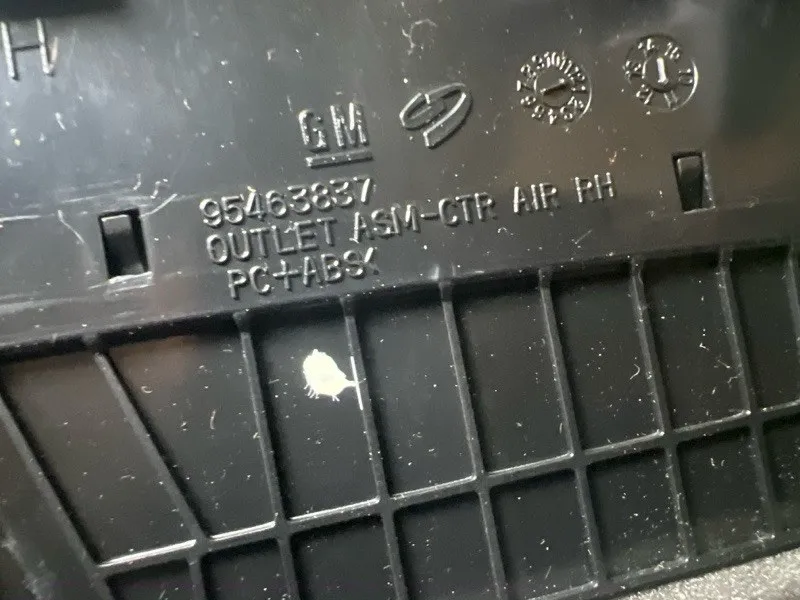 H
GM
95463837
OUTLET ASM-CTR AIR RH
PC+ABS<